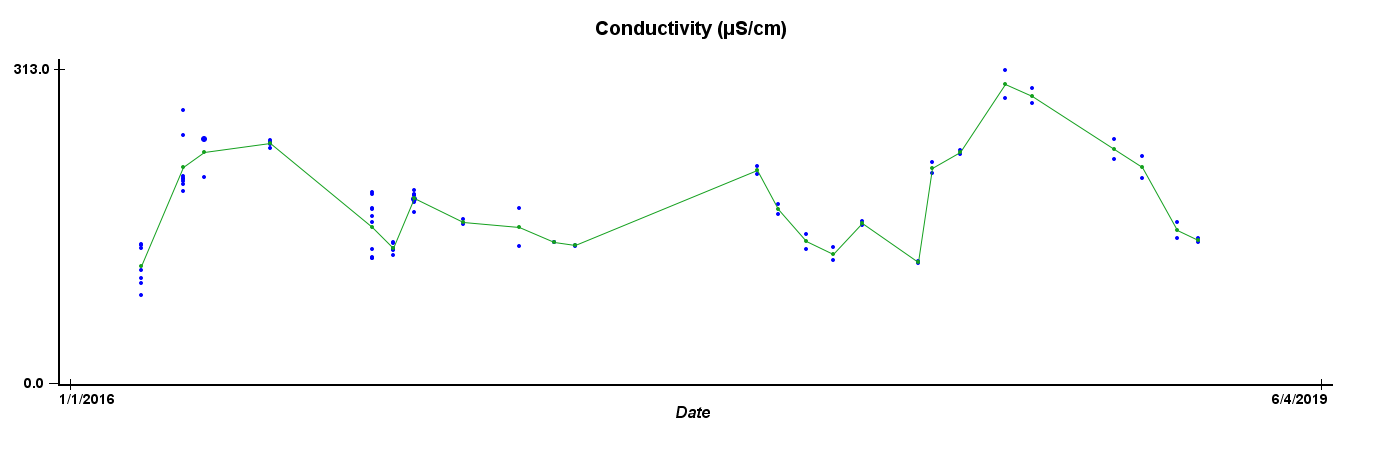 Conductivity (µS/cm)
313.0
0.0
1/1/2016
6/4/2019
Date